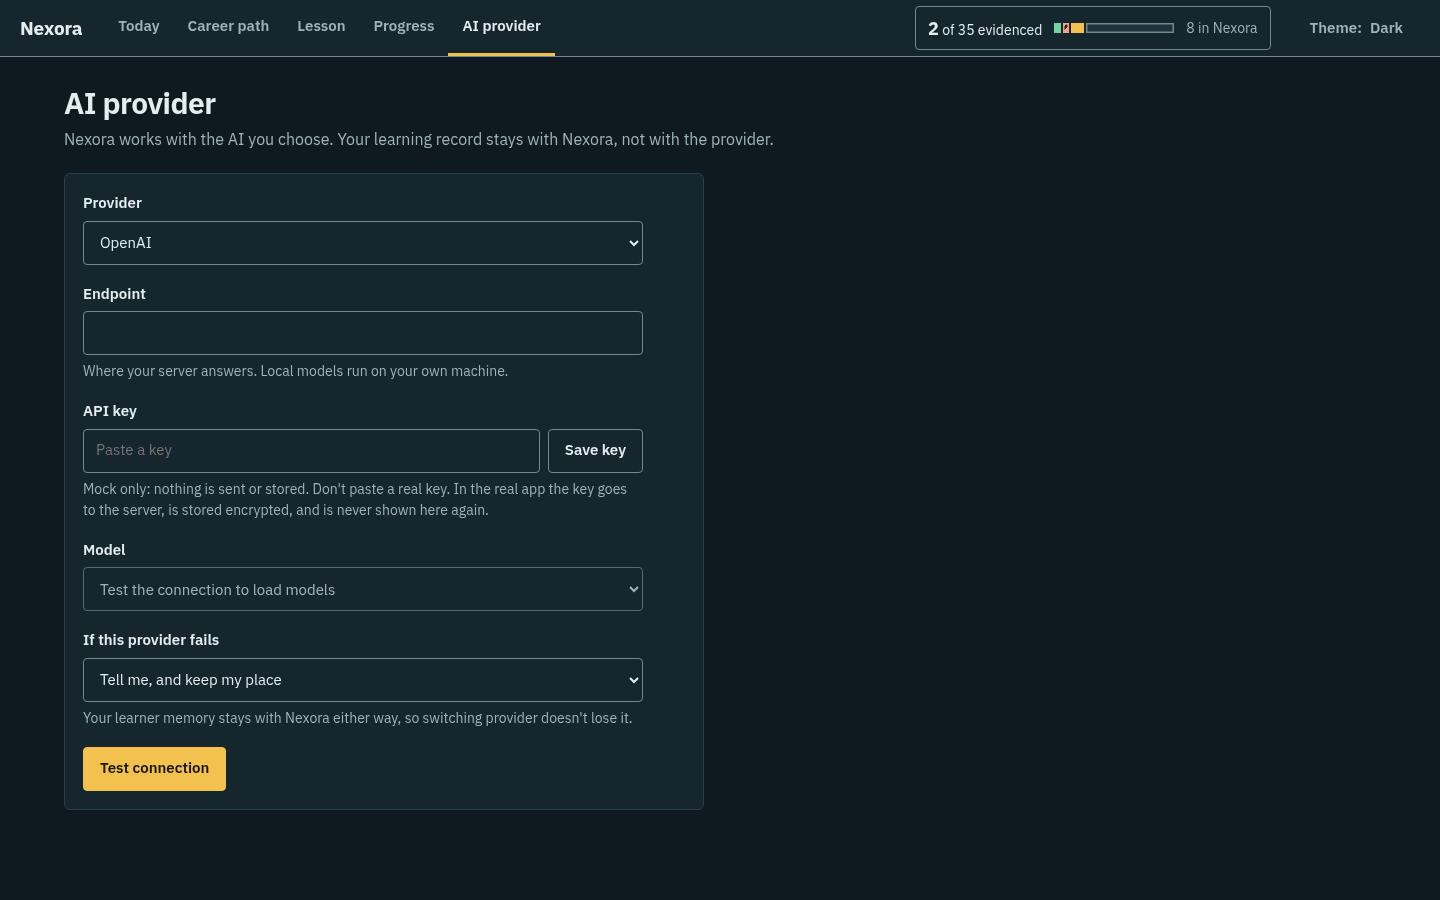 Nexora Today Career path Lesson Progress AI provider 2 of 35 evidenced 8 in Nexora Theme: Dark
AI provider
Nexora works with the AI you choose. Your learning record stays with Nexora, not with the provider.
Provider
OpenAI
Endpoint
Where your server answers. Local models run on your own machine.
API key
Paste a key Save key
Mock only: nothing is sent or stored. Don't paste a real key. In the real app the key goes
to the server, is stored encrypted, and is never shown here again.
Model
Test the connection to load models
If this provider fails
Tell me, and keep my place
Your learner memory stays with Nexora either way, so switching provider doesn't lose it.
Test connection